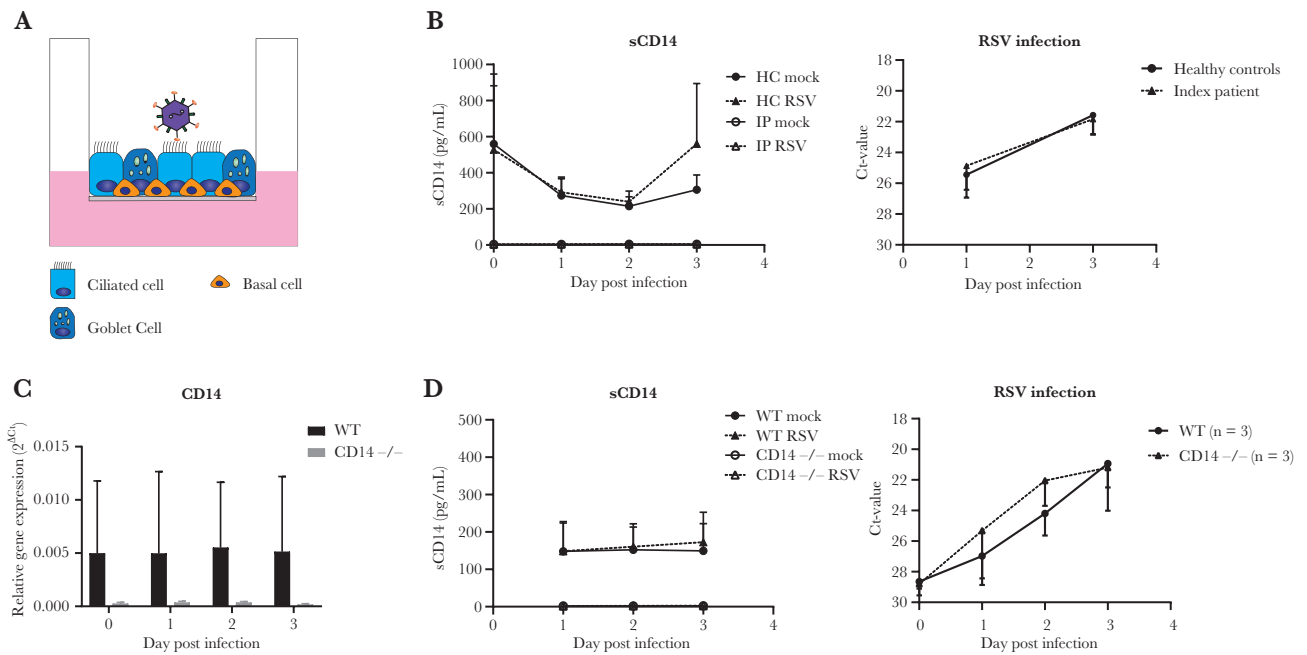 A
Ciliated cell
Basal cell
Goblet Cell
B
sCD14
1000
800
600
400
200
0
sCD14 (pg/mL)
0 1 2 3 4
Day post infection
HC mock
HC RSV
IP mock
IP RSV
RSV infection
18
20
22
24
26
28
30
Ct-value
0 1 2 3 4
Day post infection
Healthy controls
Index patient
C
CD14
0.015
0.010
0.005
0.000
Relative gene expression (2^ΔCt)
0 1 2 3
Day post infection
WT
CD14 –/–
D
sCD14
500
400
300
200
100
0
sCD14 (pg/mL)
0 1 2 3 4
Day post infection
WT mock
WT RSV
CD14 –/– mock
CD14 –/– RSV
RSV infection
18
20
22
24
26
28
30
Ct-value
0 1 2 3 4
Day post infection
WT (n = 3)
CD14 –/– (n = 3)